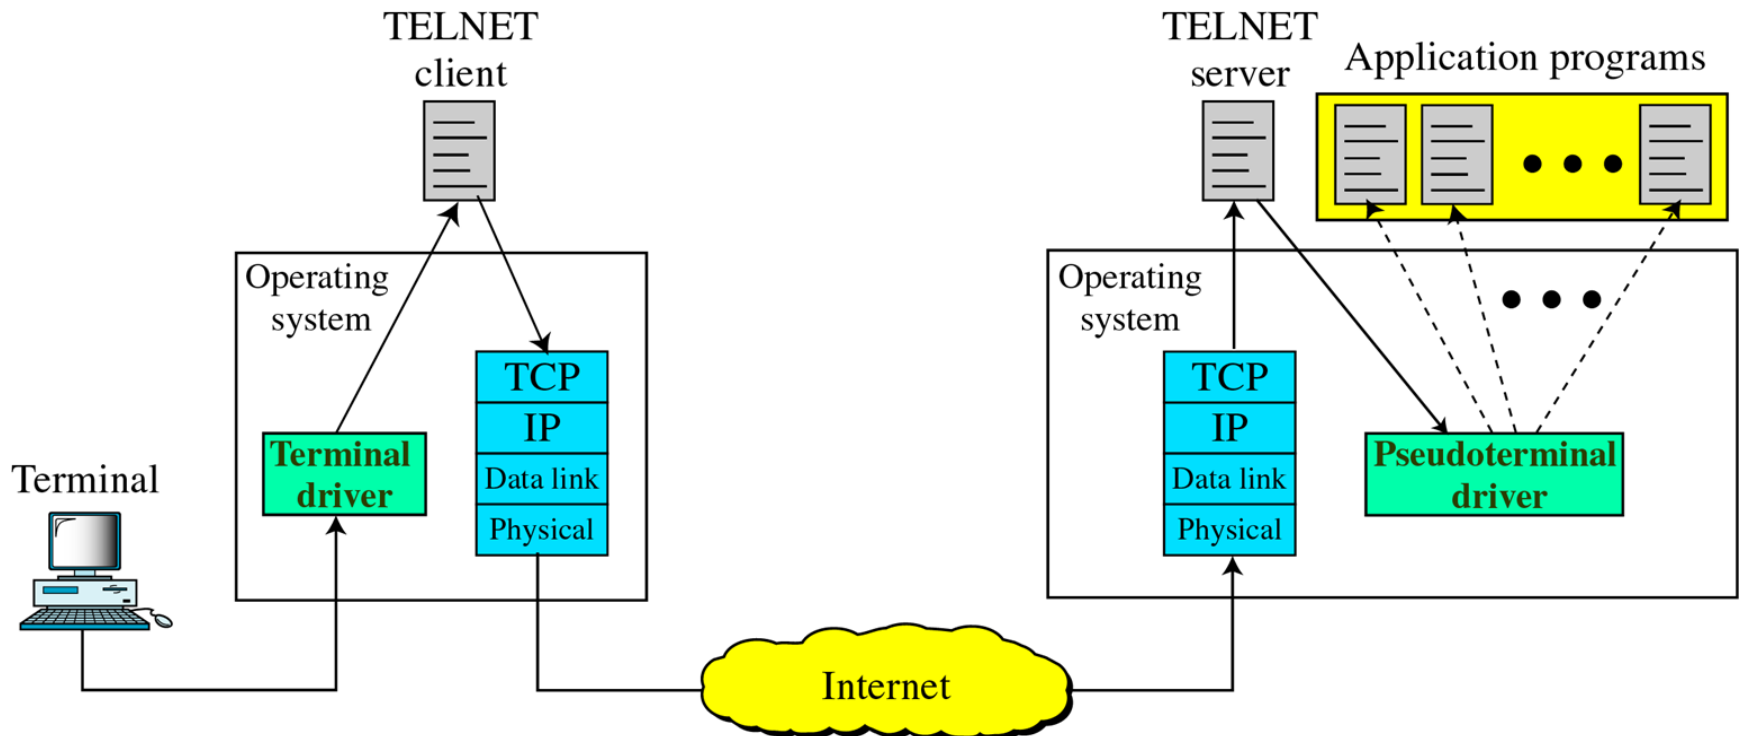 TELNET
client
TELNET
server
Application programs
Operating
system
TCP
IP
Data link
Physical
Terminal
driver
Terminal
Internet
Operating
system
TCP
IP
Data link
Physical
Pseudoterminal
driver